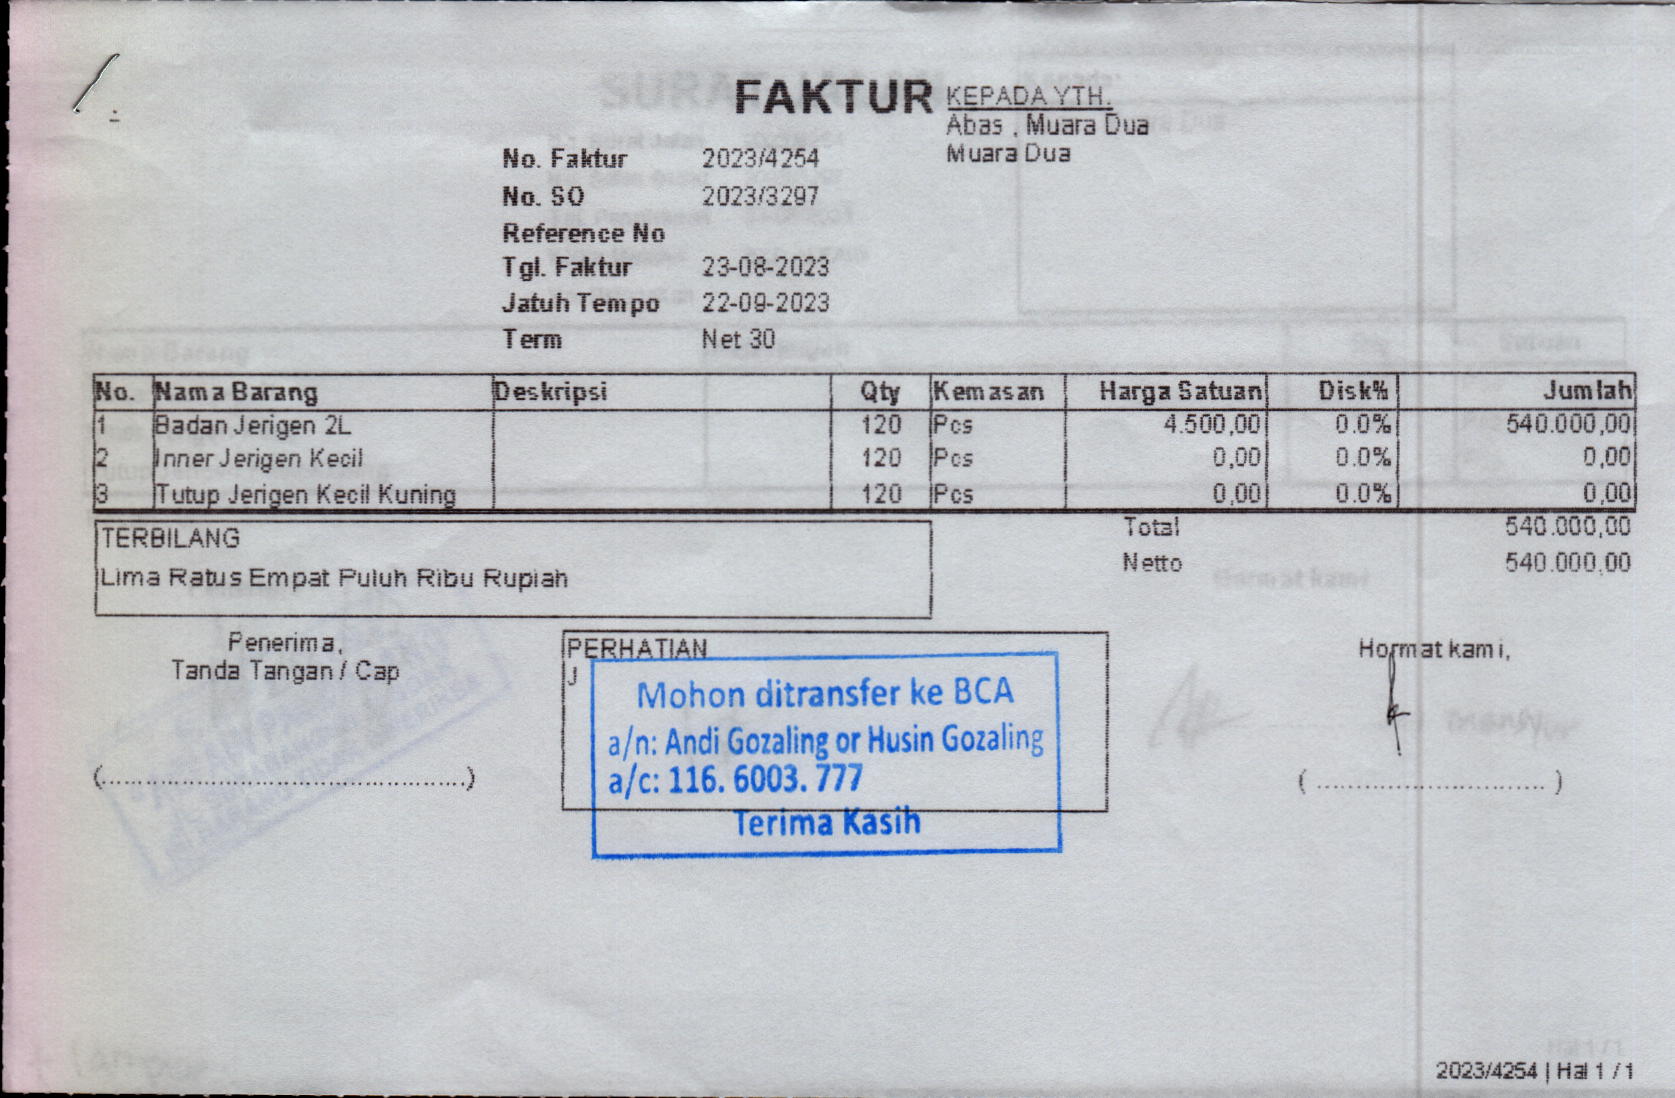 FAKTUR
KEPADA YTH.
Abas , Muara Dua
Muara Dua
No. Faktur 2023/4254
No. SO 2023/3297
Reference No
Tgl. Faktur 23-08-2023
Jatuh Tempo 22-09-2023
Term Net 30
No. Nama Barang Deskripsi Qty Kemasan Harga Satuan Disk% Jumlah
1 Badan Jerigen 2L 120 Pcs 4.500,00 0.0% 540.000,00
2 Inner Jerigen Kecil 120 Pcs 0,00 0.0% 0,00
3 Tutup Jerigen Kecil Kuning 120 Pcs 0,00 0.0% 0,00
Total 540.000,00
Netto 540.000,00
TERBILANG
Lima Ratus Empat Puluh Ribu Rupiah
Penerima,
Tanda Tangan / Cap
(....................................................)
PERHATIAN
J
Mohon ditransfer ke BCA
a/n: Andi Gozaling or Husin Gozaling
a/c: 116. 6003. 777
Terima Kasih
Hormat kami,
( ................................. )
2023/4254 | Hal 1 / 1